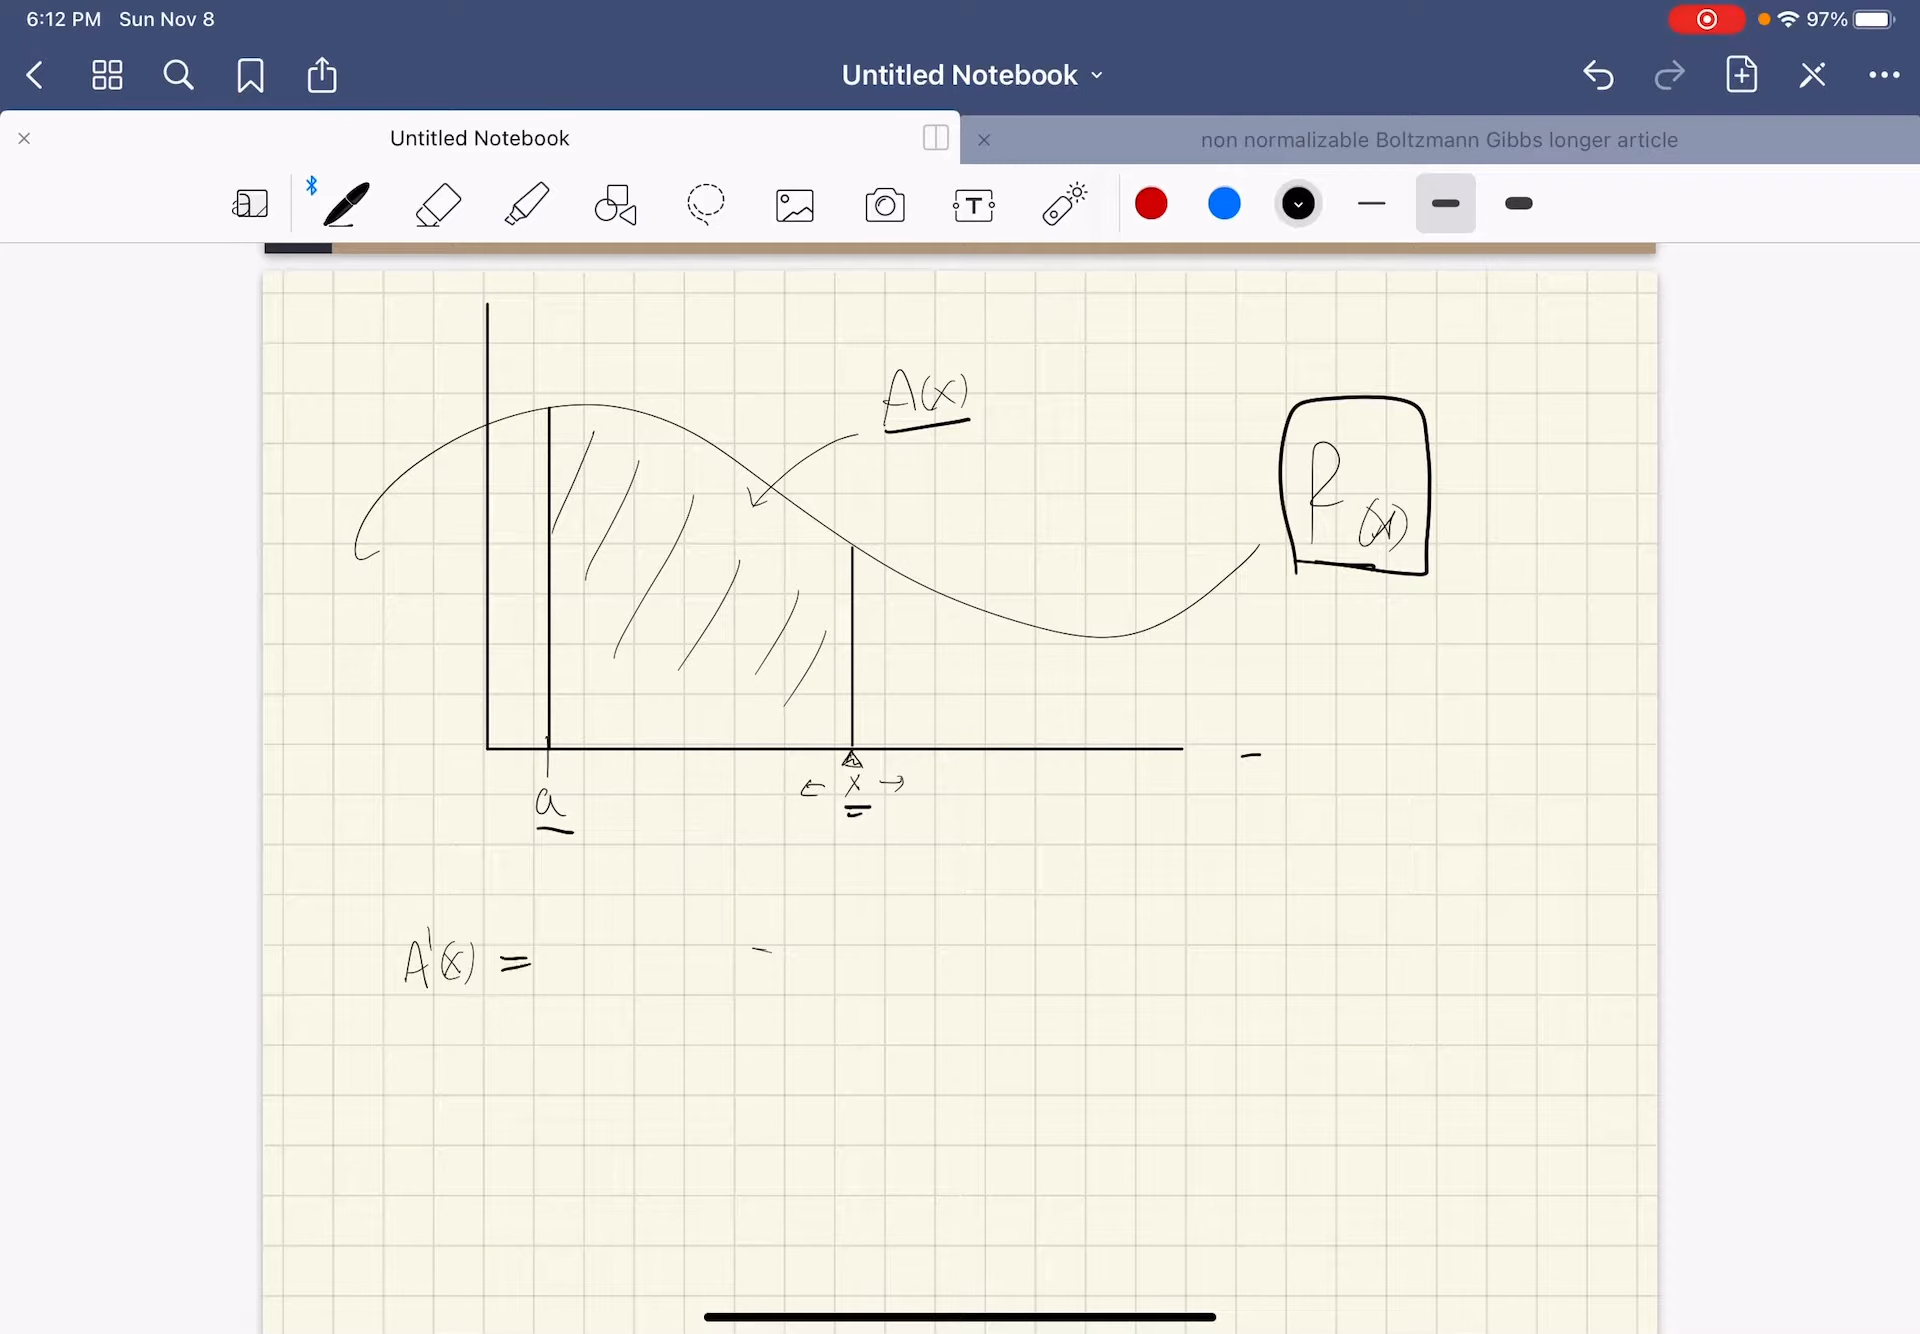 6:12 PM Sun Nov 8 97%
Untitled Notebook
Untitled Notebook
non normalizable Boltzmann Gibbs longer article
T
A(x)
f(x)
a
← x →
A'(x) =